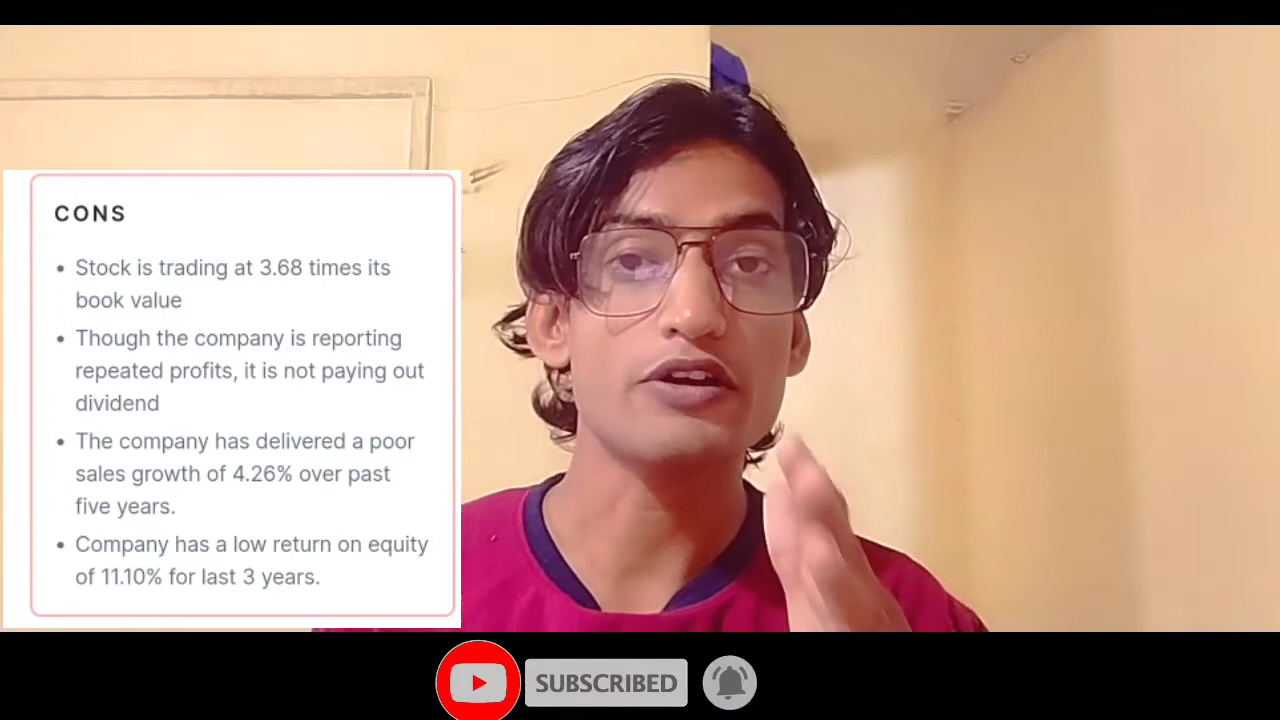 CONS
• Stock is trading at 3.68 times its
book value
• Though the company is reporting
repeated profits, it is not paying out
dividend
• The company has delivered a poor
sales growth of 4.26% over past
five years.
• Company has a low return on equity
of 11.10% for last 3 years.
SUBSCRIBED